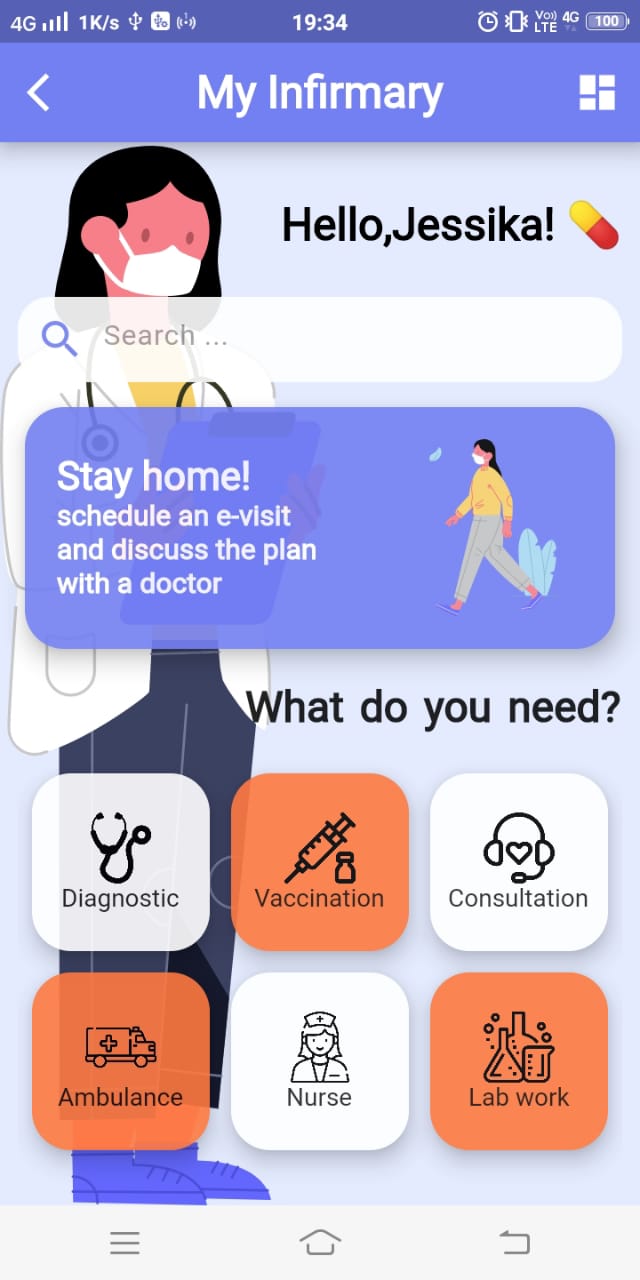 4G 1K/s 19:34 Vo)) LTE 4G 100
My Infirmary
Hello,Jessika!
Search ...
Stay home!
schedule an e-visit
and discuss the plan
with a doctor
What do you need?
Diagnostic Vaccination Consultation
Ambulance Nurse Lab work